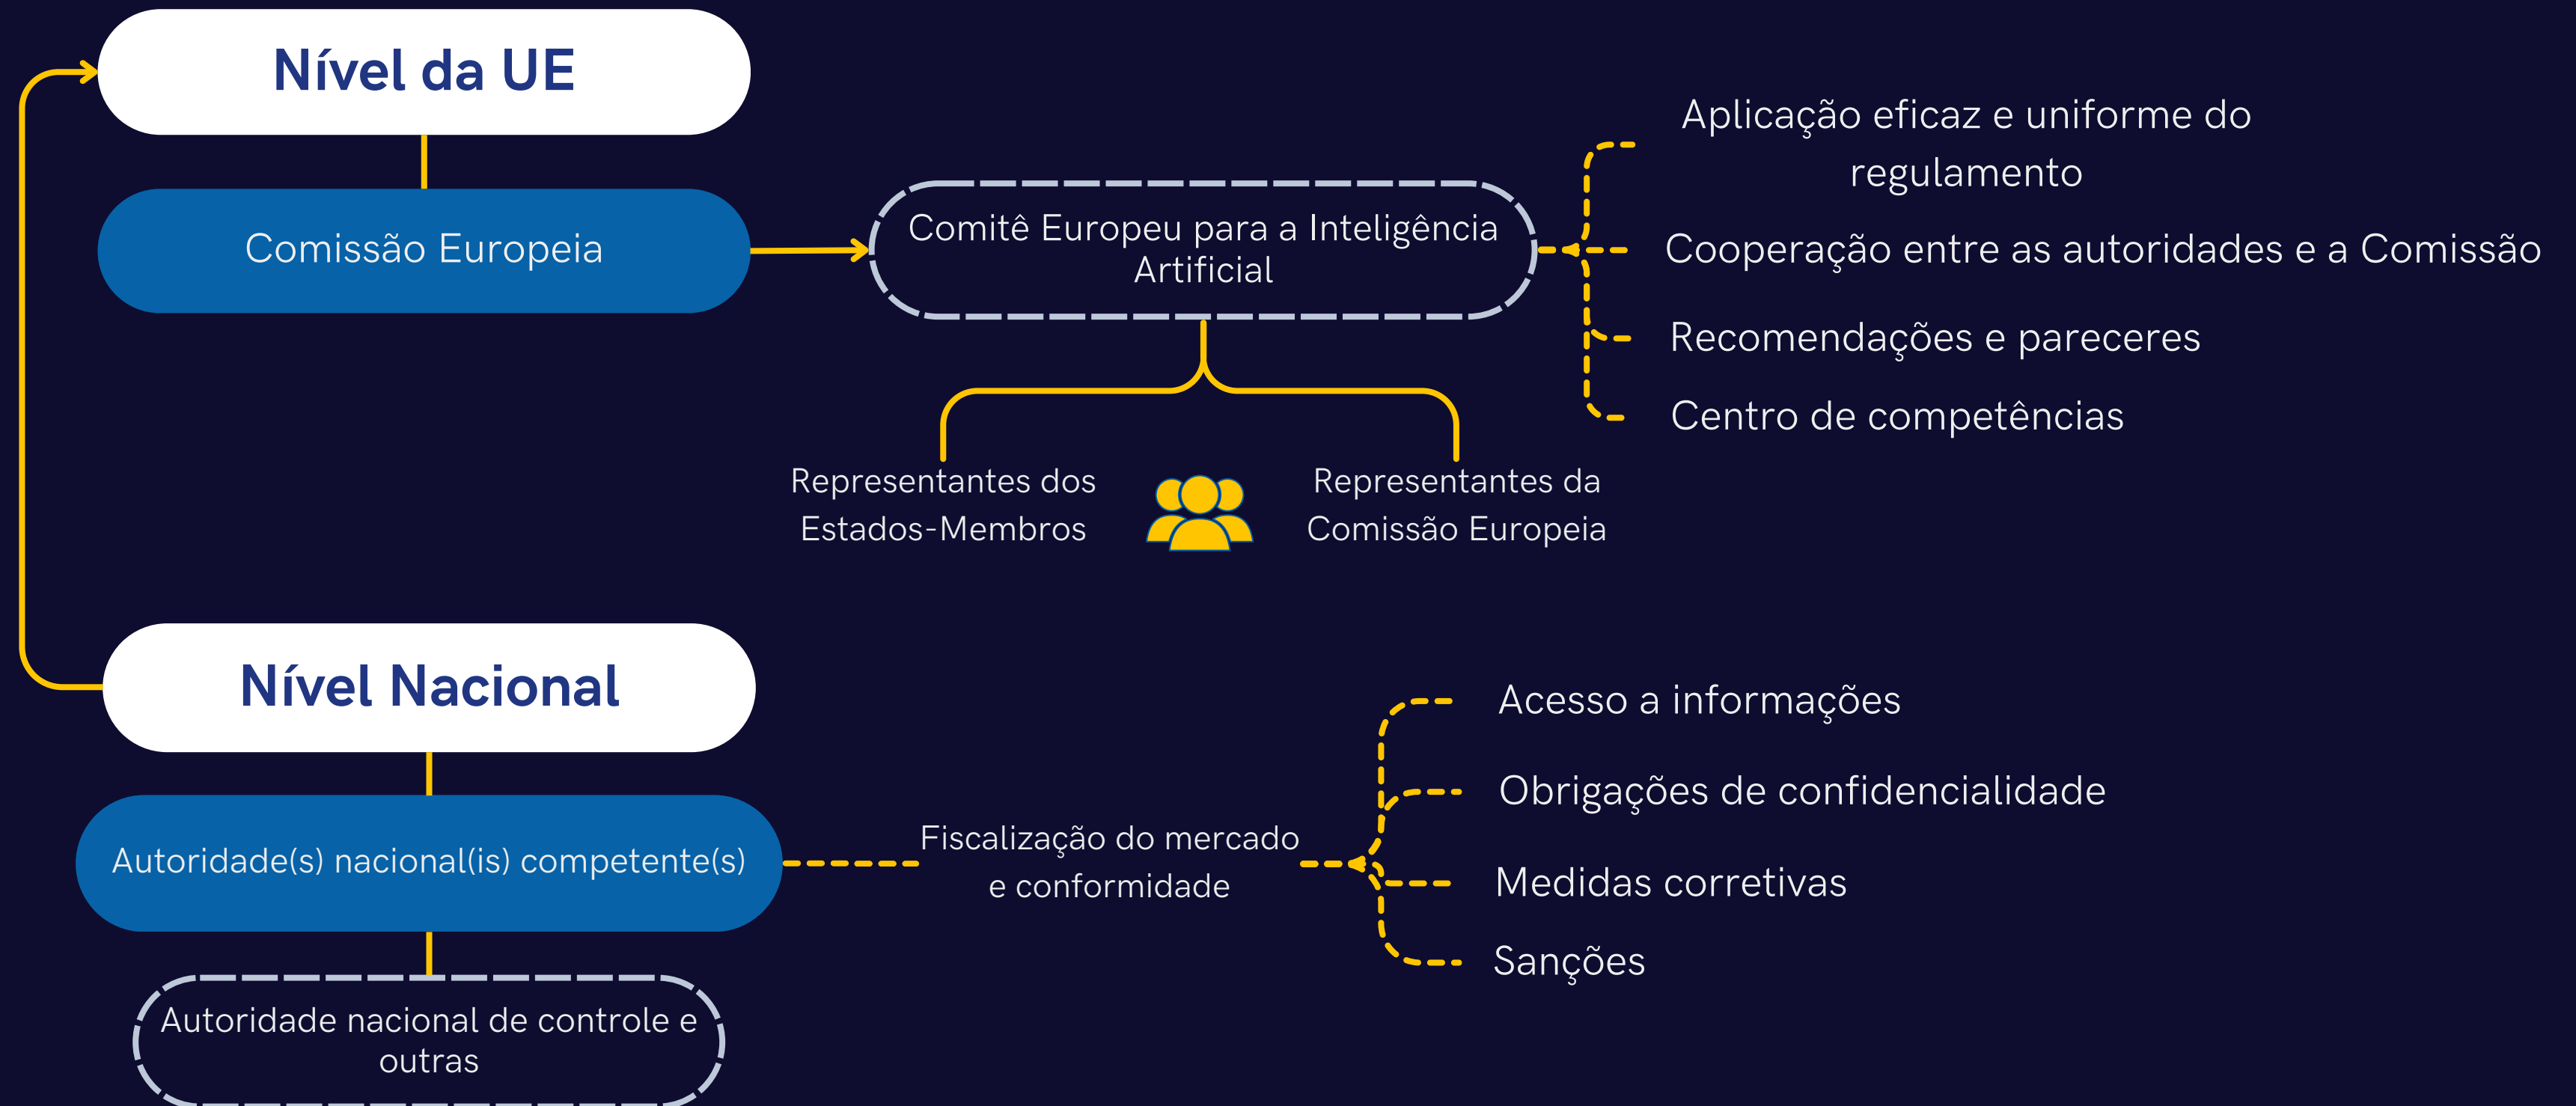 Nível da UE
Comissão Europeia
Comitê Europeu para a Inteligência
Artificial
Aplicação eficaz e uniforme do
regulamento
Cooperação entre as autoridades e a Comissão
Recomendações e pareceres
Centro de competências
Representantes dos
Estados-Membros
Representantes da
Comissão Europeia
Nível Nacional
Autoridade(s) nacional(is) competente(s)
Fiscalização do mercado
e conformidade
Acesso a informações
Obrigações de confidencialidade
Medidas corretivas
Sanções
Autoridade nacional de controle e
outras